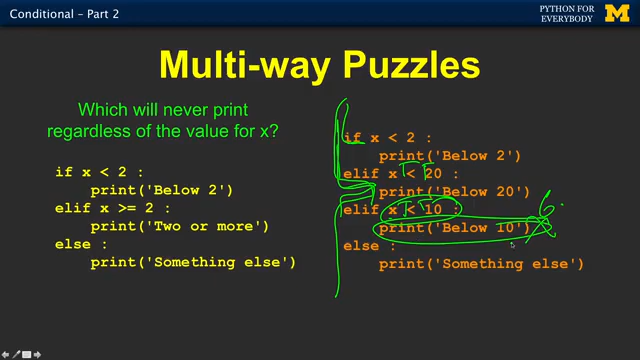 Conditional – Part 2
PYTHON FOR
EVERYBODY
Multi-way Puzzles
Which will never print
regardless of the value for x?
if x < 2 :
    print('Below 2')
elif x >= 2 :
    print('Two or more')
else :
    print('Something else')
if x < 2 :
    print('Below 2')
elif x < 20 :
    print('Below 20')
elif x < 10 :
    print('Below 10')
else :
    print('Something else')
T F
T
6